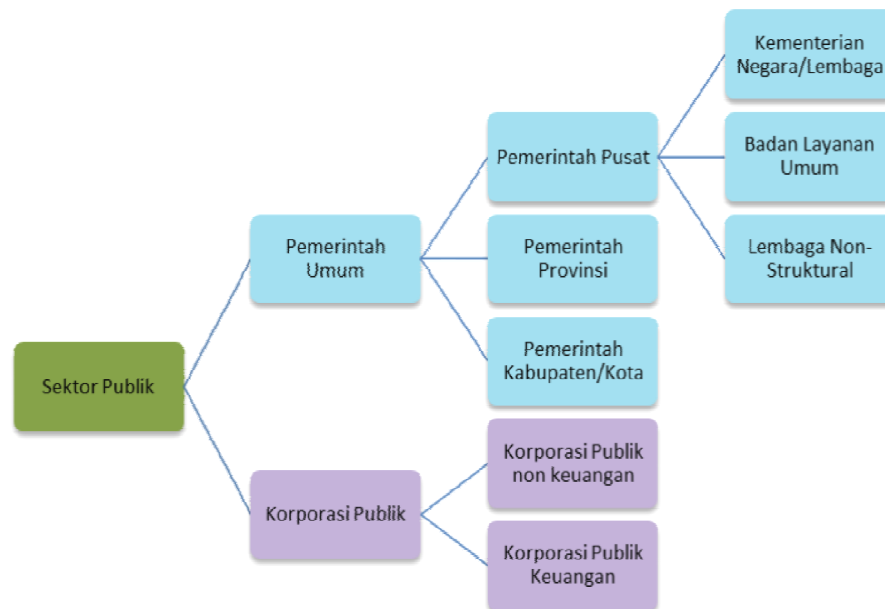 Kementerian
Negara/Lembaga
Pemerintah Pusat
Badan Layanan
Umum
Pemerintah
Umum
Pemerintah
Provinsi
Lembaga Non-
Struktural
Sektor Publik
Pemerintah
Kabupaten/Kota
Korporasi Publik
Korporasi Publik
non keuangan
Korporasi Publik
Keuangan